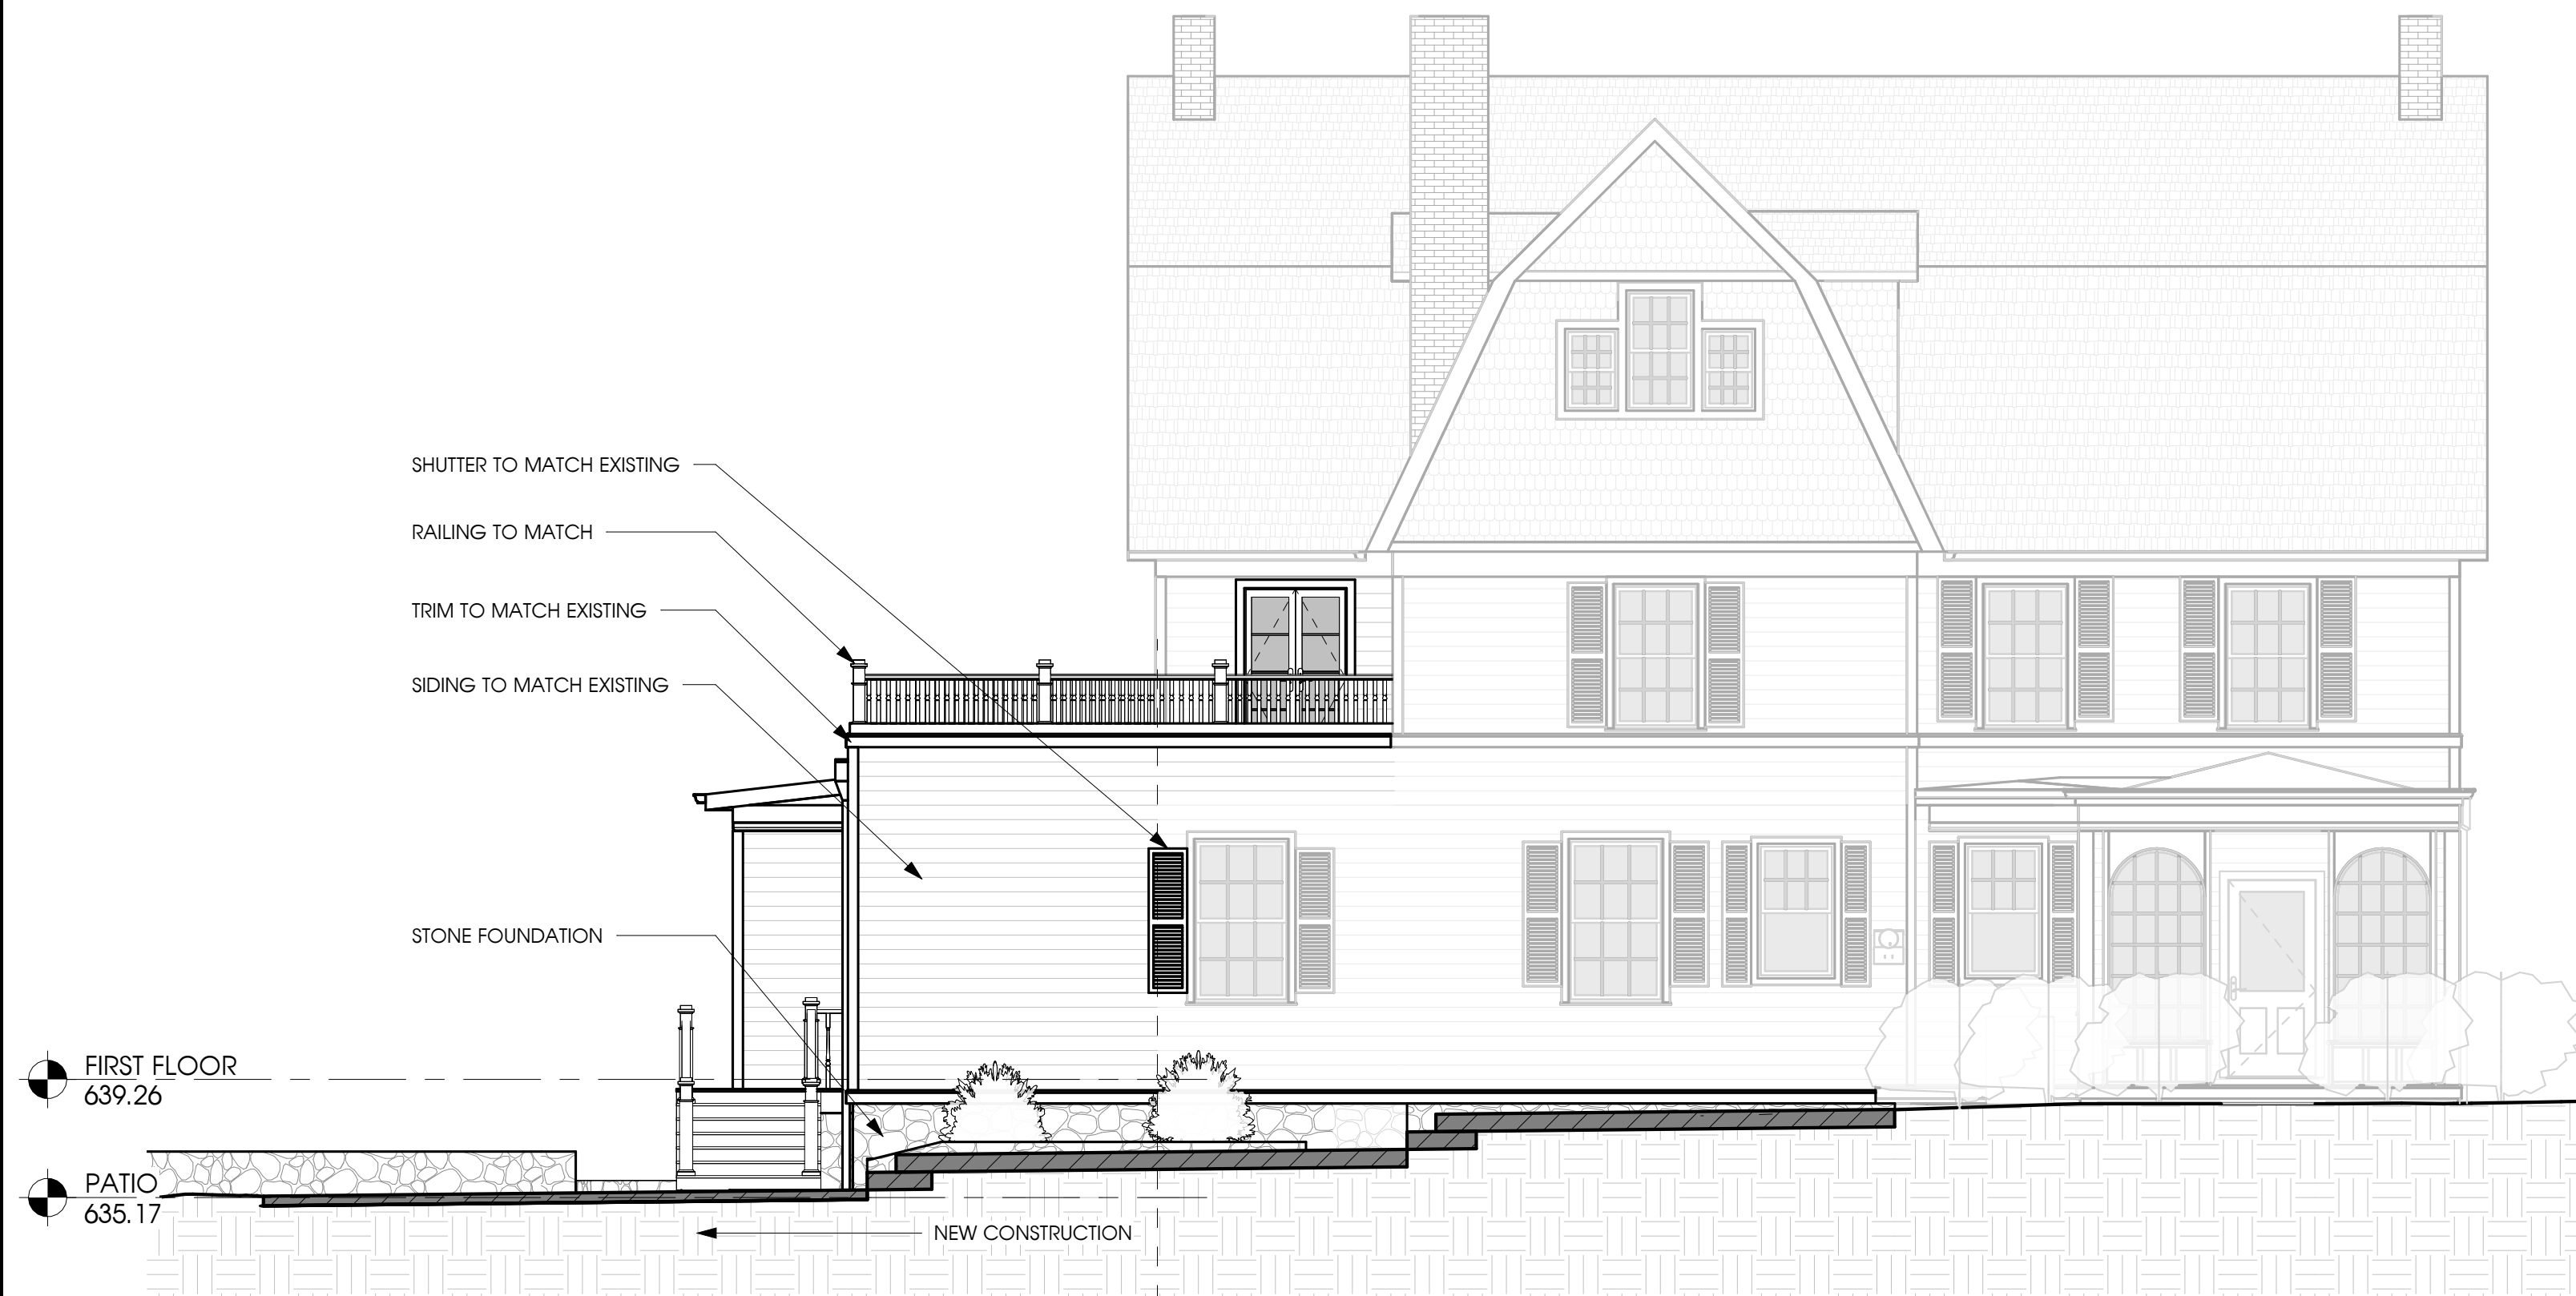 SHUTTER TO MATCH EXISTING
RAILING TO MATCH
TRIM TO MATCH EXISTING
SIDING TO MATCH EXISTING
STONE FOUNDATION
FIRST FLOOR
639.26
PATIO
635.17
NEW CONSTRUCTION